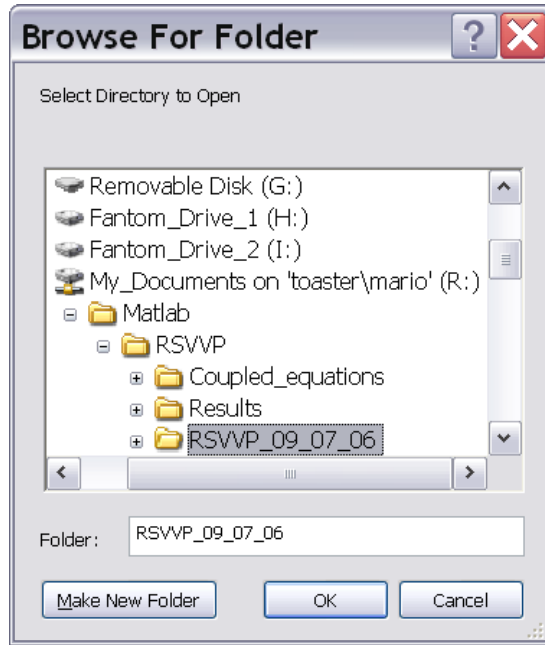 Browse For Folder ?
Select Directory to Open
Removable Disk (G:)
Fantom_Drive_1 (H:)
Fantom_Drive_2 (I:)
My_Documents on 'toaster\mario' (R:)
Matlab
RSVVP
Coupled_equations
Results
RSVVP_09_07_06
Folder: RSVVP_09_07_06
Make New Folder OK Cancel